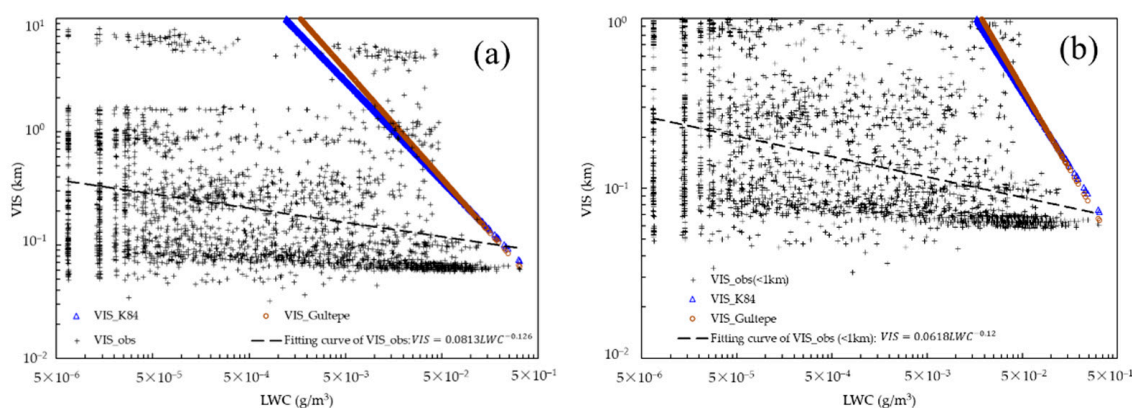 (a)
VIS (km)
10¹
10⁰
10⁻¹
10⁻²
VIS_K84
VIS_Gultepe
VIS_obs
Fitting curve of VIS_obs: VIS = 0.0813LWC⁻⁰·¹²⁶
5×10⁻⁶ 5×10⁻⁵ 5×10⁻⁴ 5×10⁻³ 5×10⁻² 5×10⁻¹
LWC (g/m³)
(b)
VIS (km)
10⁰
10⁻¹
10⁻²
VIS_obs(<1km)
VIS_K84
VIS_Gultepe
Fitting curve of VIS_obs (<1km): VIS = 0.0618LWC⁻⁰·¹²
5×10⁻⁶ 5×10⁻⁵ 5×10⁻⁴ 5×10⁻³ 5×10⁻² 5×10⁻¹
LWC (g/m³)